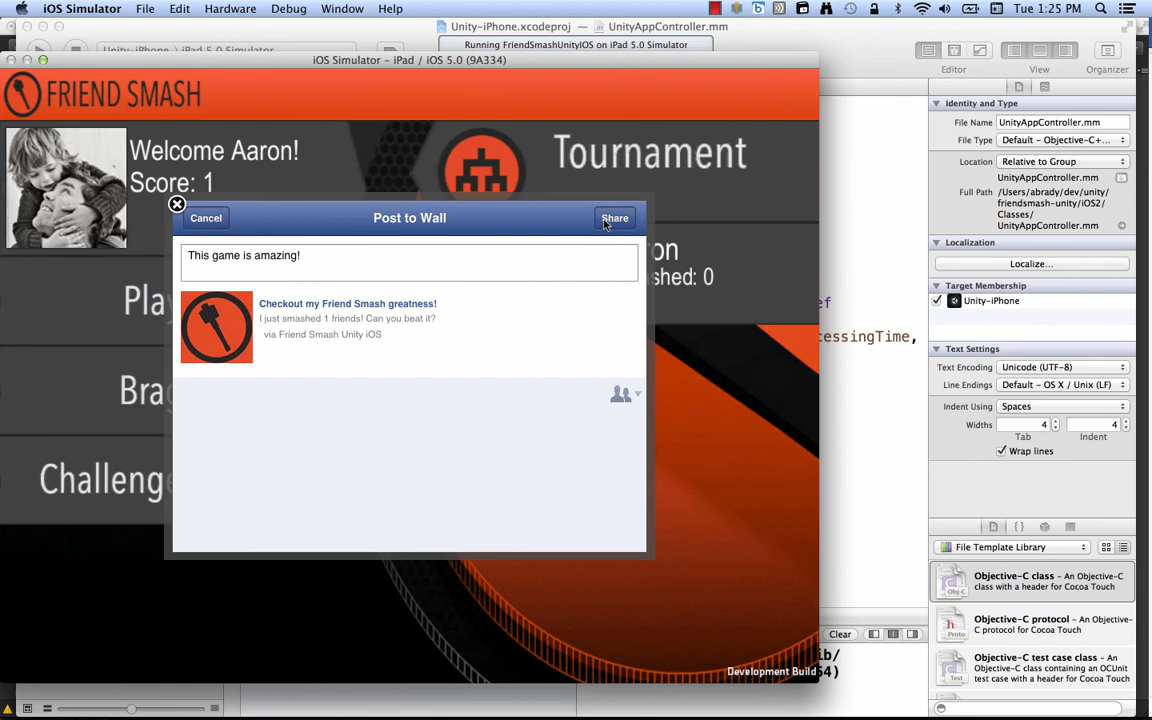 iOS Simulator File Edit Hardware Debug Window Help Tue 1:25 PM
Unity-iPhone.xcodeproj — UnityAppController.mm
Running FriendSmashUnityIOS on iPad 5.0 Simulator
iOS Simulator – iPad / iOS 5.0 (9A334)
Editor View Organizer
FRIEND SMASH
Welcome Aaron!
Score: 1
Tournament
Cancel Post to Wall Share
This game is amazing!
Checkout my Friend Smash greatness!
I just smashed 1 friends! Can you beat it?
via Friend Smash Unity iOS
ron
shed: 0
Play
Brag
Challenge
Development Build
ef
cessingTime,
Clear
ib/
54)
Identity and Type
File Name UnityAppController.mm
File Type Default – Objective-C+...
Location Relative to Group
UnityAppController.mm
Full Path /Users/abrady/dev/unity/
friendsmash-unity/iOS2/
Classes/
UnityAppController.mm
Localization
Localize...
Target Membership
Unity-iPhone
Text Settings
Text Encoding Unicode (UTF-8)
Line Endings Default – OS X / Unix (LF)
Indent Using Spaces
Widths 4 4
Tab Indent
Wrap lines
{}
File Template Library
Objective-C class – An Objective-C
class with a header for Cocoa Touch
Objective-C protocol – An Objective-
C protocol for Cocoa Touch
Objective-C test case class – An
Objective-C class containing an OCUnit
test case with a header for Cocoa Touch